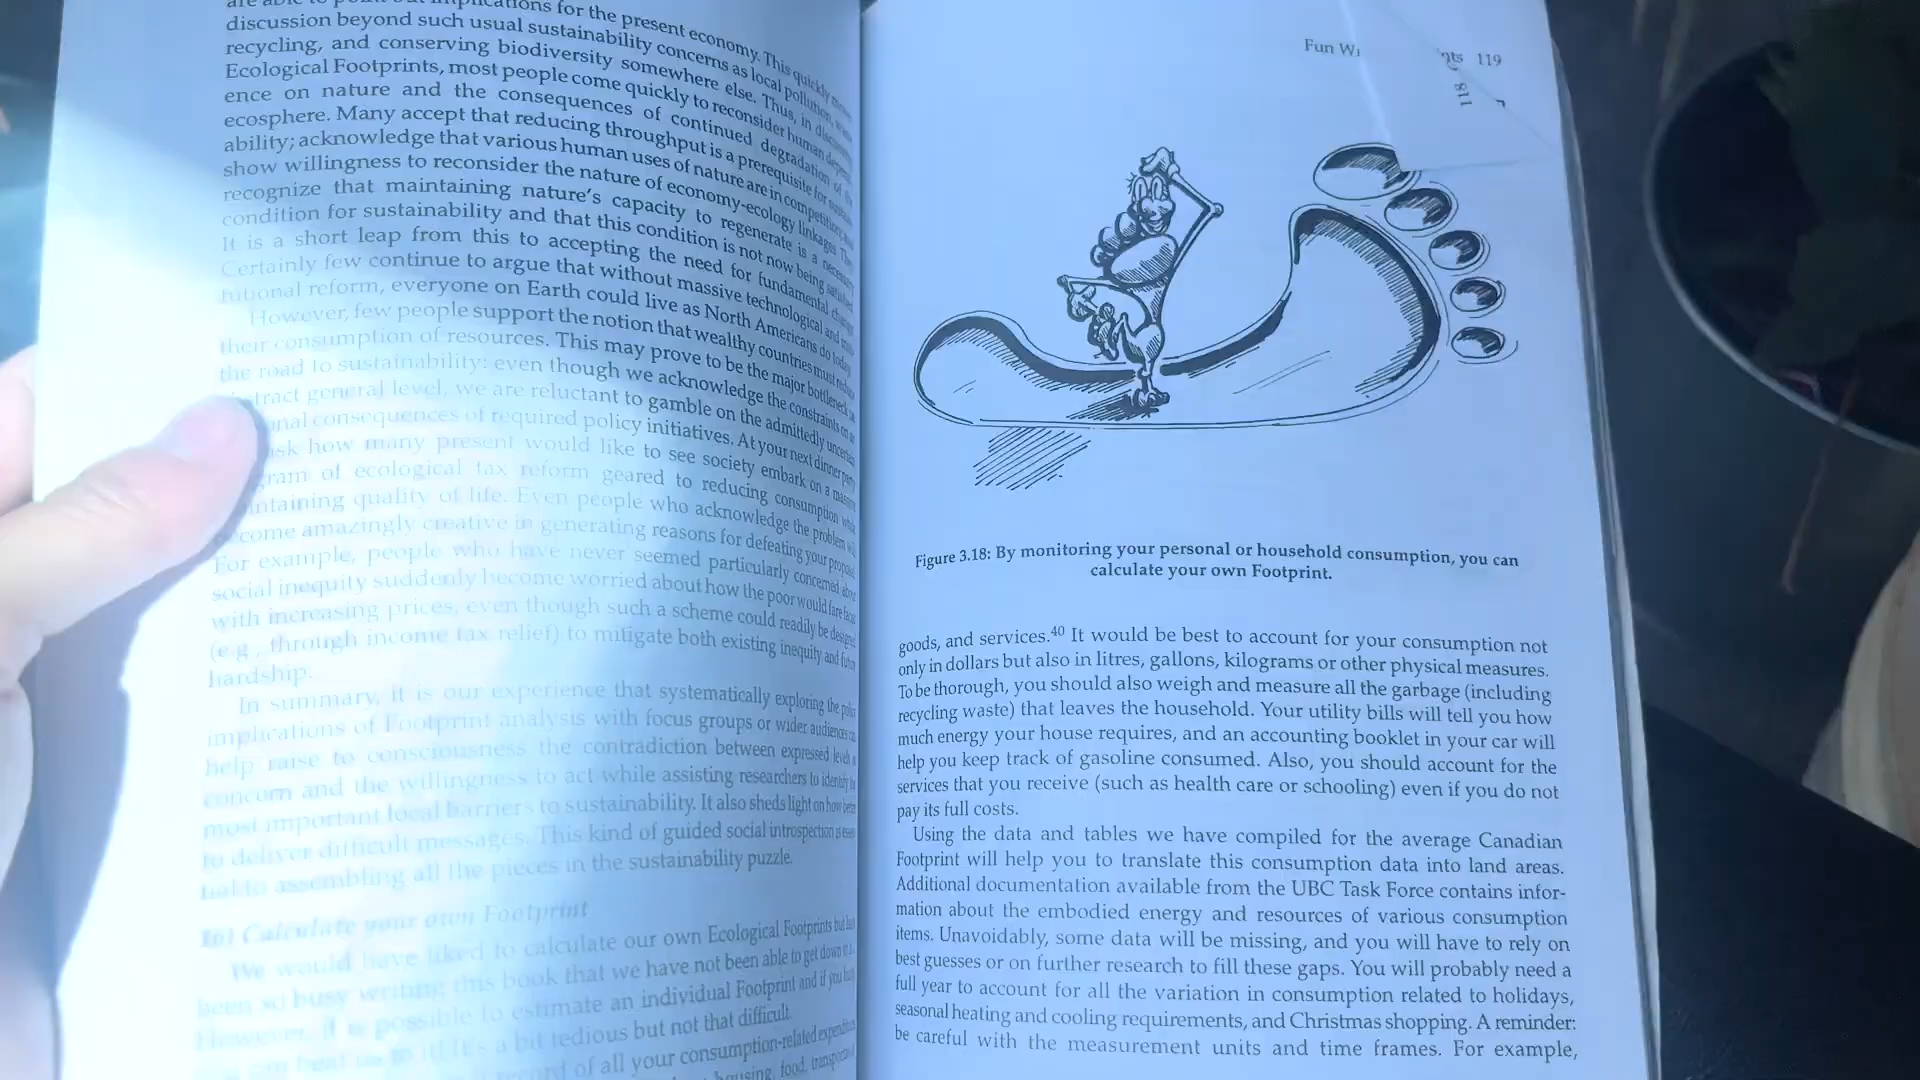 discussion beyond such usual sustainability concerns as local pollution,
recycling, and conserving biodiversity somewhere else. Thus, in
Ecological Footprints, most people come quickly to reconsider human
ence on nature and the consequences of continued degradation of
ecosphere. Many accept that reducing throughput is a prerequisite for
ability; acknowledge that various human uses of nature are in competition;
show willingness to reconsider the nature of economy-ecology linkages.
recognize that maintaining nature's capacity to regenerate is a
condition for sustainability and that this condition is not now being
It is a short leap from this to accepting the need for fundamental
Certainly few continue to argue that without massive technological and
tutional reform, everyone on Earth could live as North Americans do today
However, few people support the notion that wealthy countries must
their consumption of resources. This may prove to be the major bottleneck
the road to sustainability: even though we acknowledge the constraints on
general level, we are reluctant to gamble on the admittedly
consequences of required policy initiatives. At your next dinner party
ask how many present would like to see society embark on a
of ecological tax reform geared to reducing consumption
quality of life. Even people who acknowledge the problem
amazingly creative in generating reasons for defeating your
For example, people who have never seemed particularly concerned
social inequity suddenly become worried about how the poor would fare
with increasing prices, even though such a scheme could readily be
(e.g., through income tax relief) to mitigate both existing inequity and
hardship.
In summary, it is our experience that systematically exploring the
implications of Footprint analysis with focus groups or wider audiences
help raise to consciousness the contradiction between expressed
concern and the willingness to act while assisting researchers to identify
most important local barriers to sustainability. It also sheds light on how
to deliver difficult messages. This kind of guided social introspection is
tial to assembling all the pieces in the sustainability puzzle.
Calculate your own Footprint
We would have liked to calculate our own Ecological Footprints but
been so busy writing this book that we have not been able to get down
However, it is possible to estimate an individual Footprint and if you
a bit tedious but not that difficult.
of all your consumption-related
housing, food,
Fun 119
118
Figure 3.18: By monitoring your personal or household consumption, you can
calculate your own Footprint.
goods, and services.40 It would be best to account for your consumption not
only in dollars but also in litres, gallons, kilograms or other physical measures.
To be thorough, you should also weigh and measure all the garbage (including
recycling waste) that leaves the household. Your utility bills will tell you how
much energy your house requires, and an accounting booklet in your car will
help you keep track of gasoline consumed. Also, you should account for the
services that you receive (such as health care or schooling) even if you do not
pay its full costs.
Using the data and tables we have compiled for the average Canadian
Footprint will help you to translate this consumption data into land areas.
Additional documentation available from the UBC Task Force contains infor-
mation about the embodied energy and resources of various consumption
items. Unavoidably, some data will be missing, and you will have to rely on
best guesses or on further research to fill these gaps. You will probably need a
full year to account for all the variation in consumption related to holidays,
seasonal heating and cooling requirements, and Christmas shopping. A reminder:
be careful with the measurement units and time frames. For example,